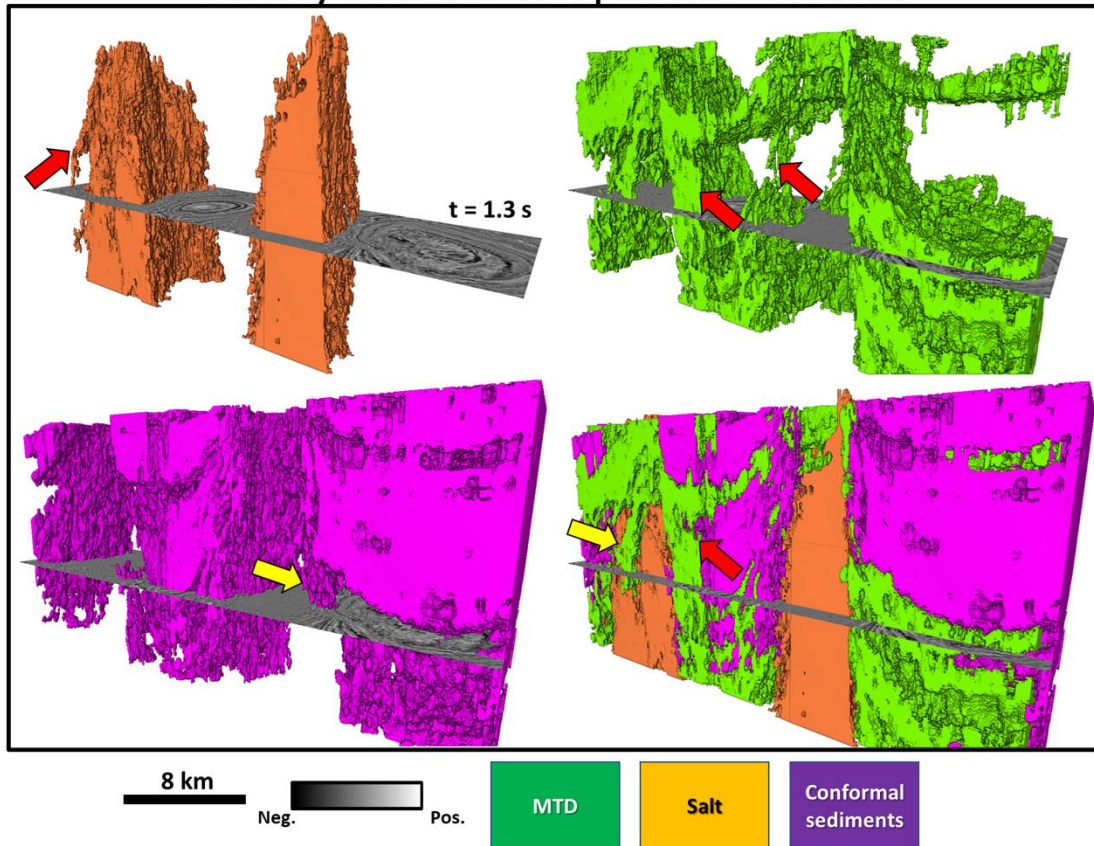 t = 1.3 s
8 km
Neg.
Pos.
MTD
Salt
Conformal
sediments